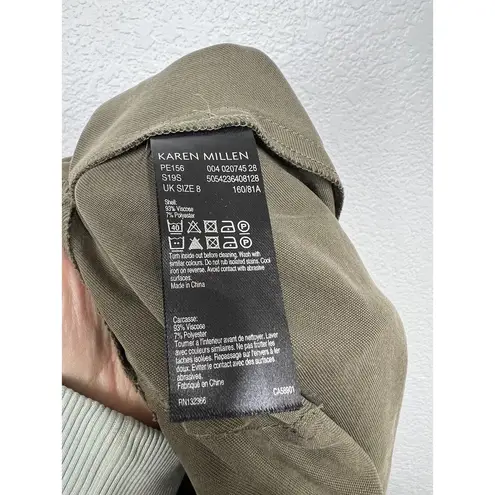 KAREN MILLEN
PE156 004 020745 28
S19S 5054236408128
UK SIZE 8 160/81A
Shell:
93% Viscose
7% Polyester
40 P
P
Turn inside out before cleaning. Wash with
similar colours. Do not rub isolated stains. Cool
iron on reverse. Avoid contact with abrasive
surfaces.
Made in China
Carcasse:
93% Viscose
7% Polyester
Tourner a l'interieur avant de nettoyer. Laver
avec couleurs similaires. Ne pas frotter les
taches isolées. Repassage sur l'envers à fer
doux. Eviter le contact avec des surfaces
abrasives.
Fabriqué en Chine
RN132366 CA58901